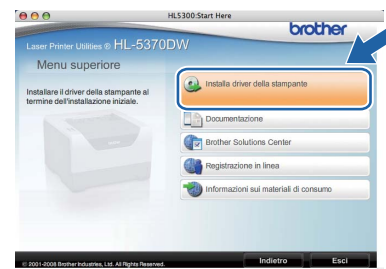 HL5300:Start Here
brother
Laser Printer Utilities © HL-5370DW
Menu superiore
Installare il driver della stampante al
termine dell'installazione iniziale.
Installa driver della stampante
Documentazione
Brother Solutions Center
Registrazione in linea
Informazioni sui materiali di consumo
© 2001-2008 Brother Industries, Ltd. All Rights Reserved.
Indietro
Esci